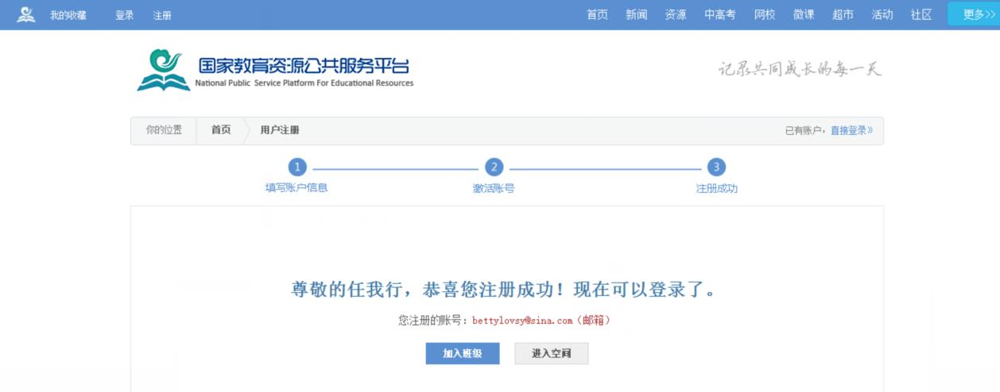 我的收藏 登录 注册 首页 新闻 资源 中高考 网校 微课 超市 活动 社区 更多>>
国家教育资源公共服务平台
National Public Service Platform For Educational Resources
记录共同成长的每一天
你的位置 首页 用户注册 已有账户，直接登录》
1 2 3
填写账户信息 激活账号 注册成功
尊敬的任我行，恭喜您注册成功！现在可以登录了。
您注册的账号：bettylovsy@sina.com（邮箱）
加入班级 进入空间